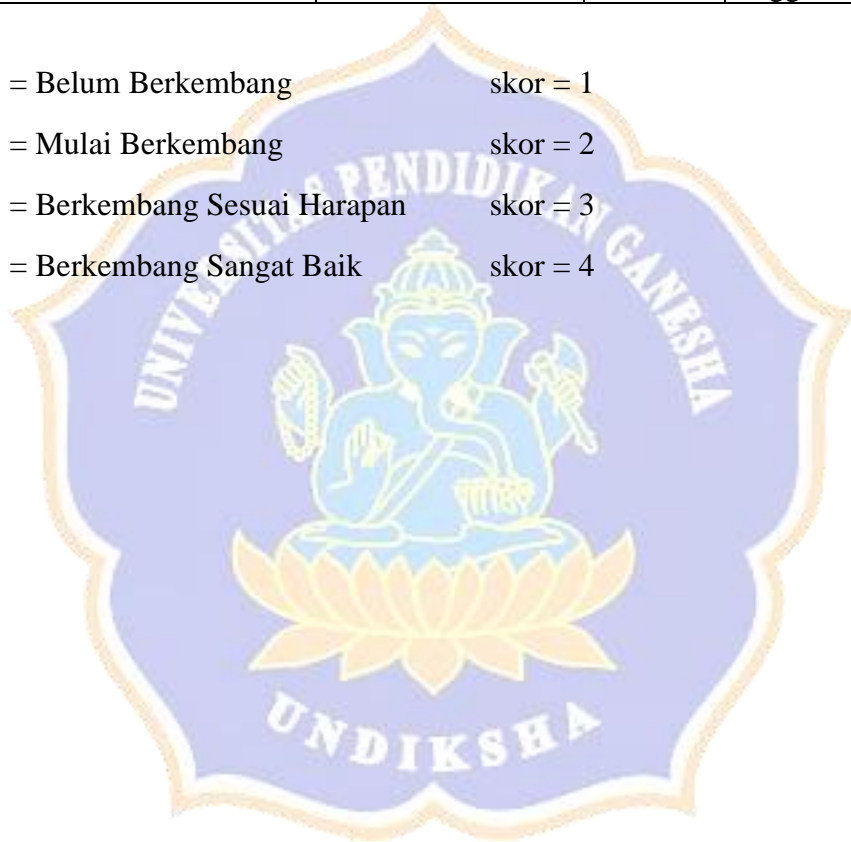 = Belum Berkembang skor = 1
= Mulai Berkembang skor = 2
= Berkembang Sesuai Harapan skor = 3
= Berkembang Sangat Baik skor = 4
UNIVERSITAS PENDIDIKAN GANESHA
UNDIKSHA